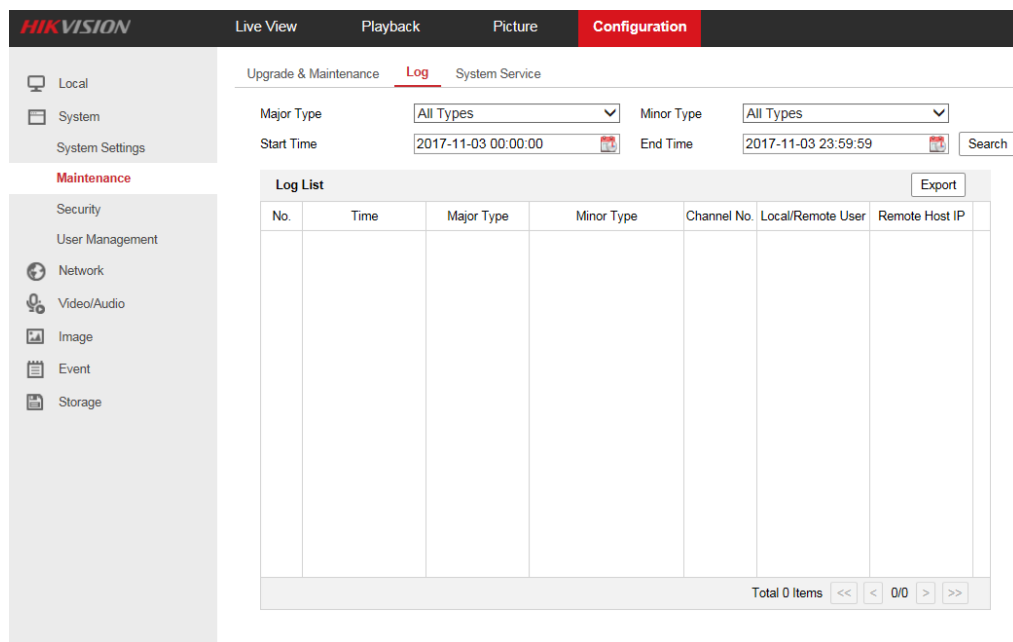 HIKVISION Live View Playback Picture Configuration
Local
System
System Settings
Maintenance
Security
User Management
Network
Video/Audio
Image
Event
Storage
Upgrade & Maintenance Log System Service
Major Type All Types Minor Type All Types
Start Time 2017-11-03 00:00:00 End Time 2017-11-03 23:59:59 Search
Log List Export
No. Time Major Type Minor Type Channel No. Local/Remote User Remote Host IP
Total 0 Items << < 0/0 > >>